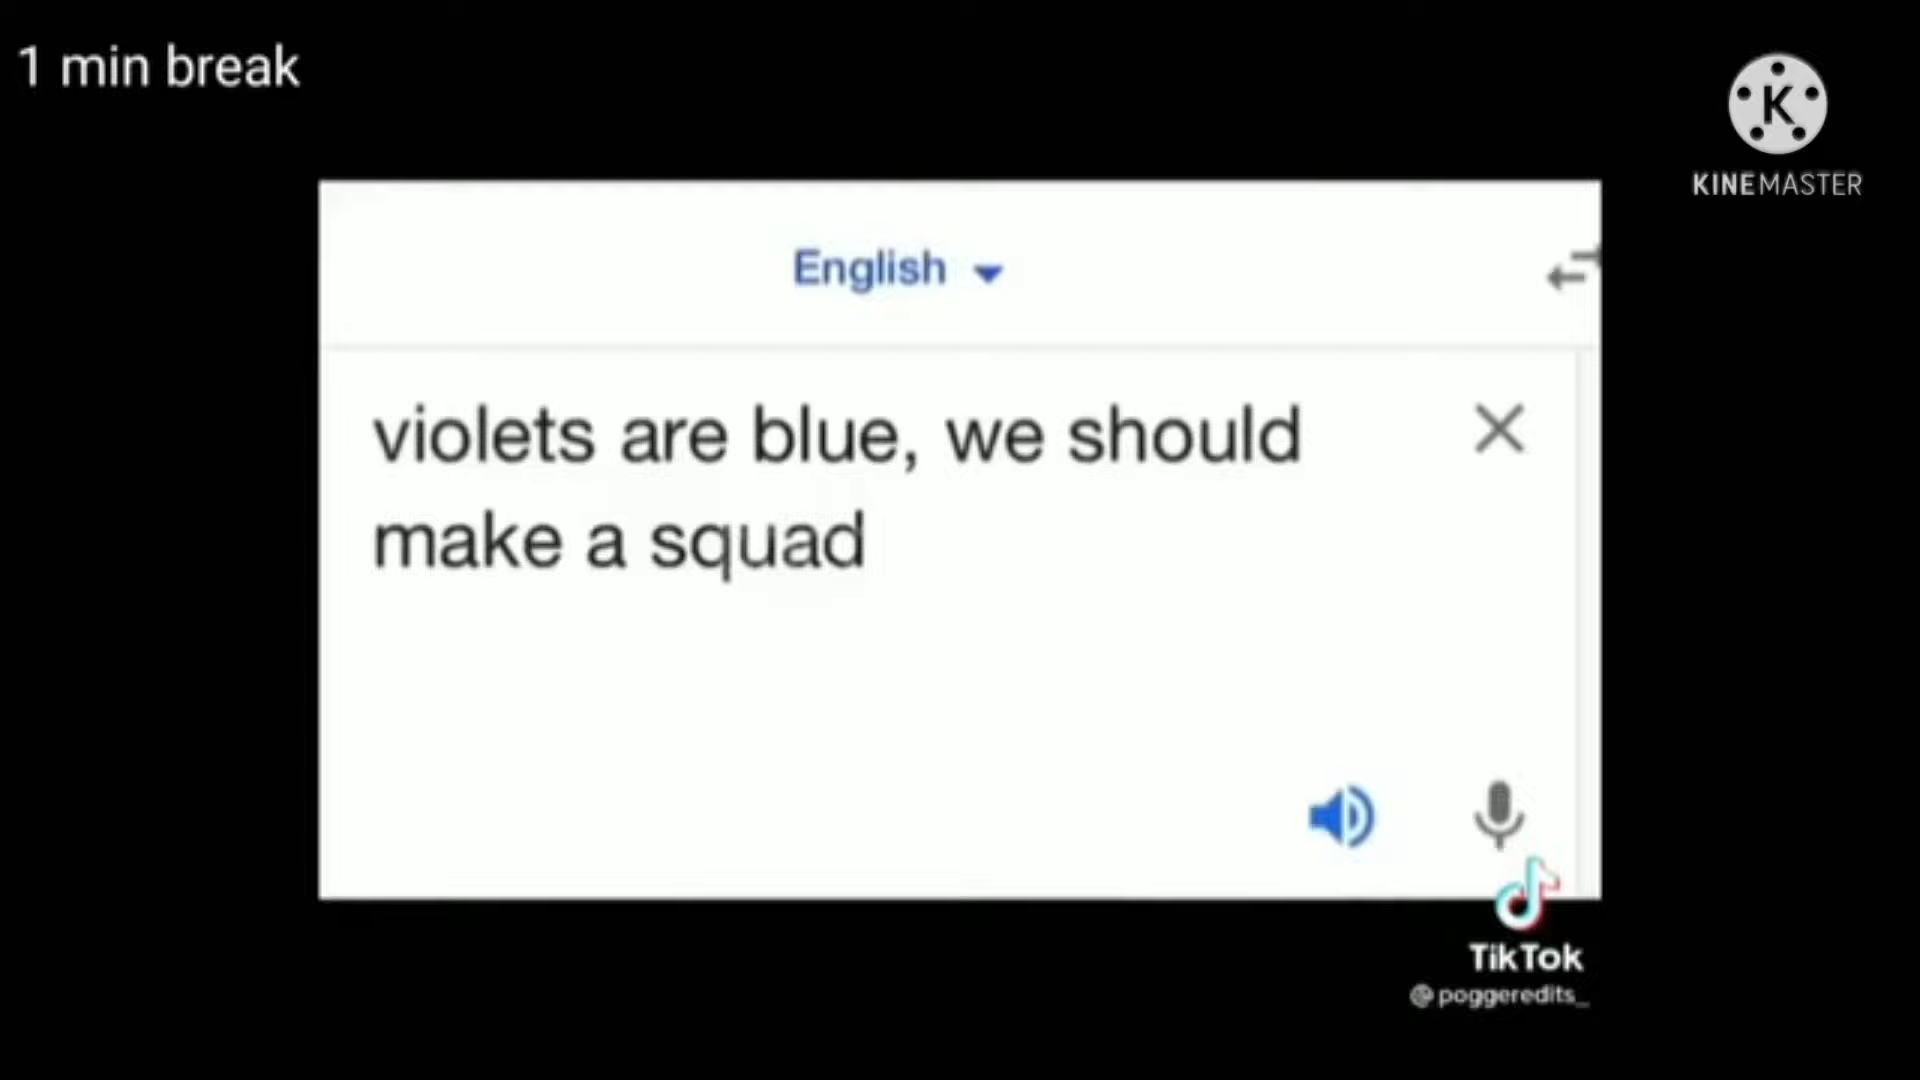 1 min break
K
KINEMASTER
English
violets are blue, we should
make a squad
TikTok
@poggeredits_